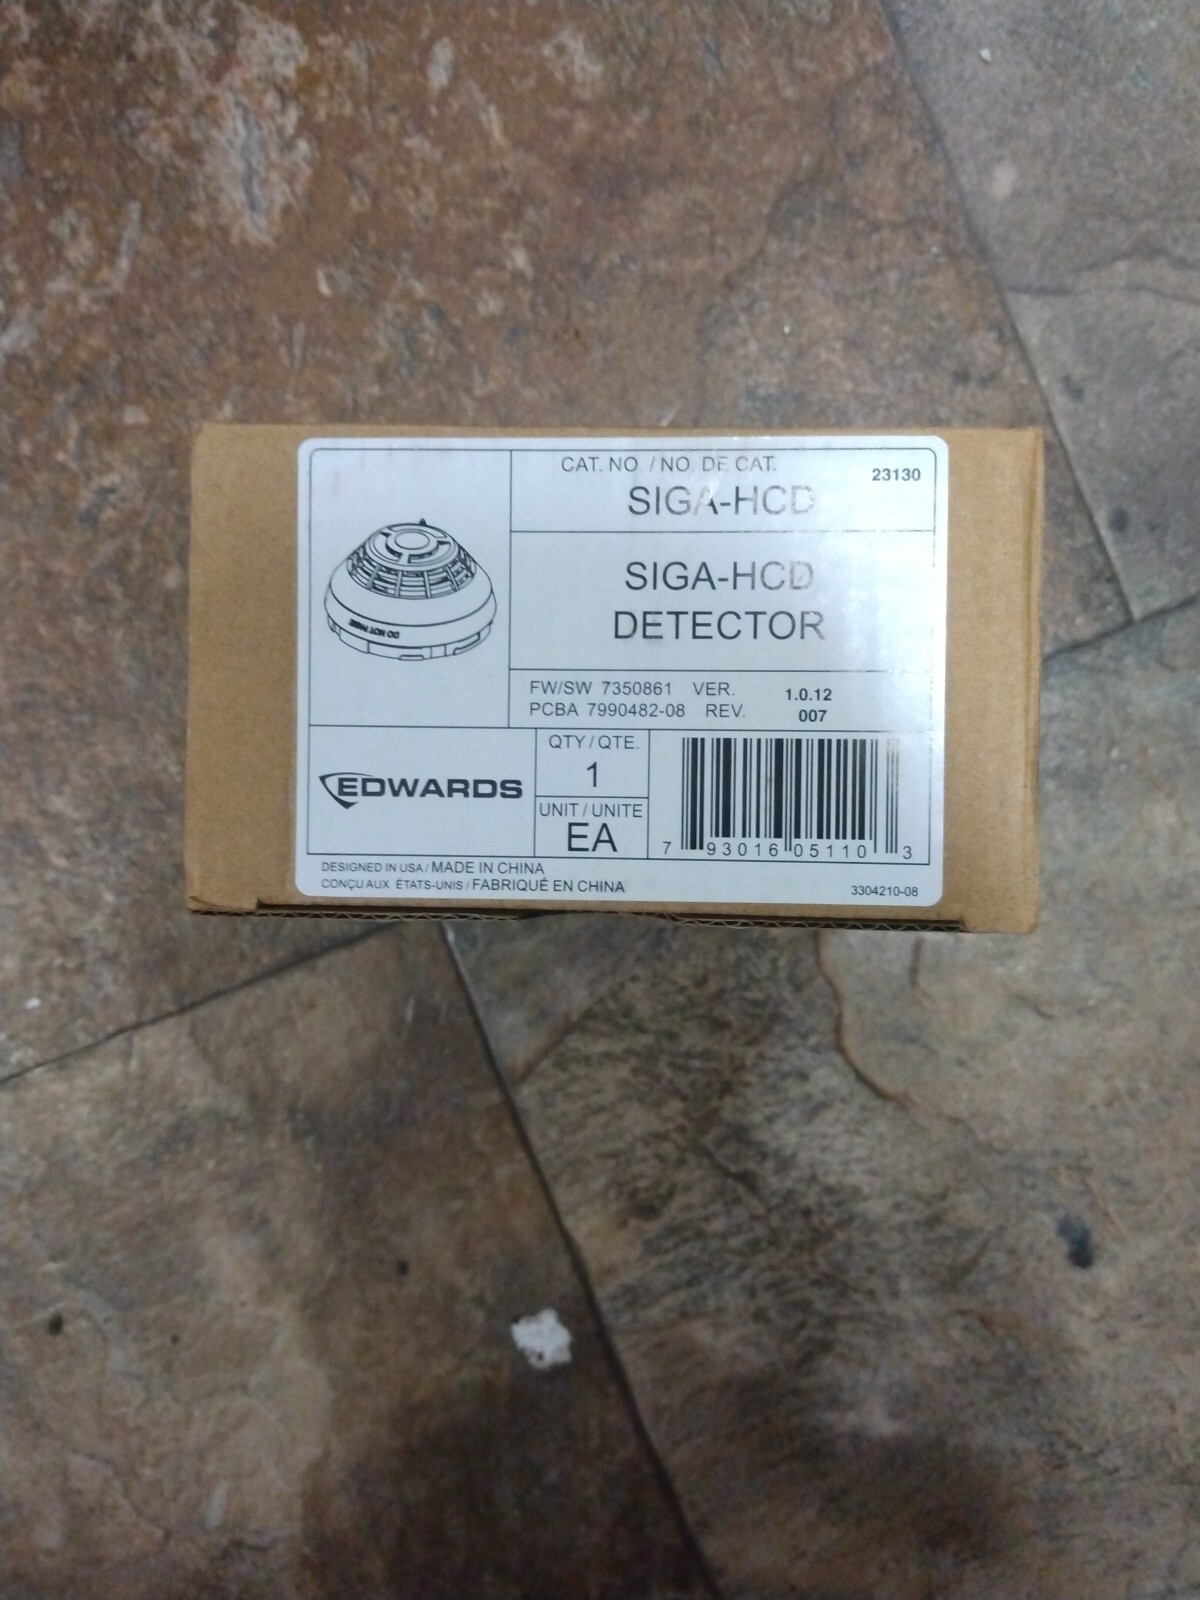 CAT. NO / NO. DE CAT.
23130
SIGA-HCD
SIGA-HCD
DETECTOR
DO NOT PAINT
FW/SW 7350861 VER. 1.0.12
PCBA 7990482-08 REV. 007
EDWARDS
QTY / QTE.
1
UNIT / UNITE
EA
7 93016 05110 3
DESIGNED IN USA / MADE IN CHINA
CONÇU AUX ÉTATS-UNIS / FABRIQUÉ EN CHINA
3304210-08